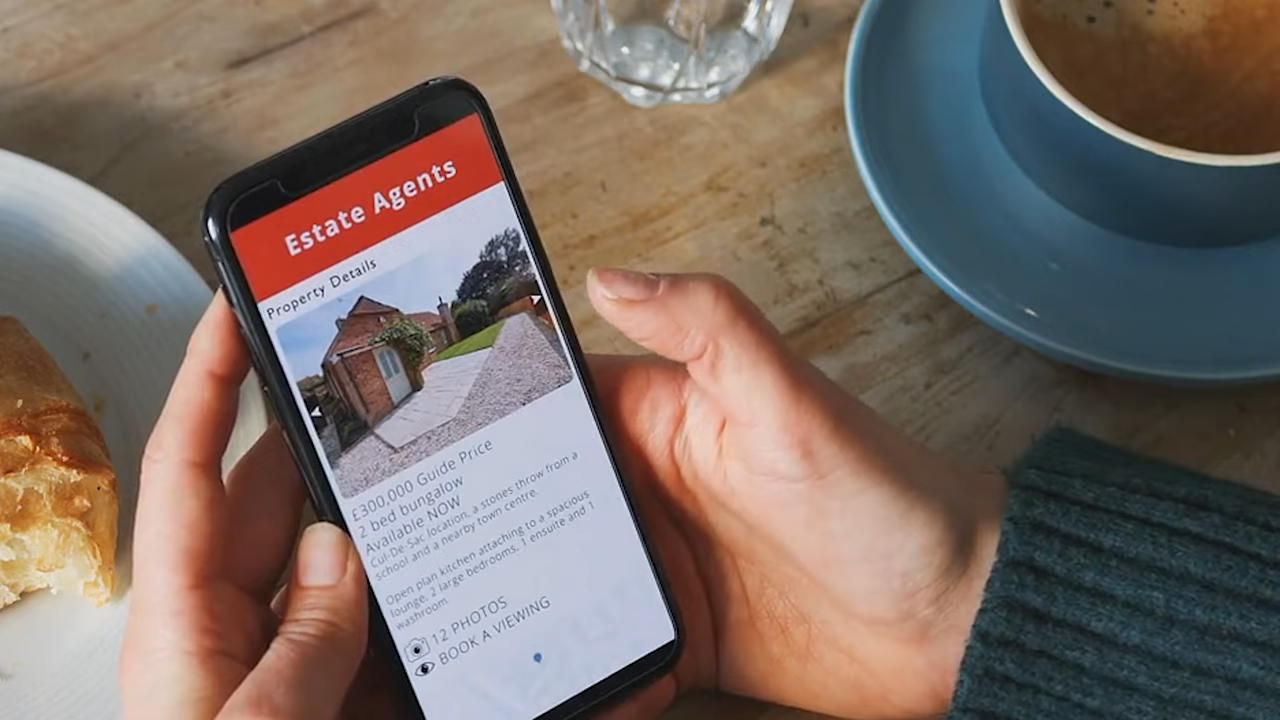 Estate Agents
Property Details
£300,000 Guide Price
2 bed bungalow
Available NOW
Cul-De-Sac location, a stones throw from a
school and a nearby town centre.
Open plan kitchen attaching to a spacious
lounge, 2 large bedrooms, 1 ensuite and 1
washroom
12 PHOTOS
BOOK A VIEWING